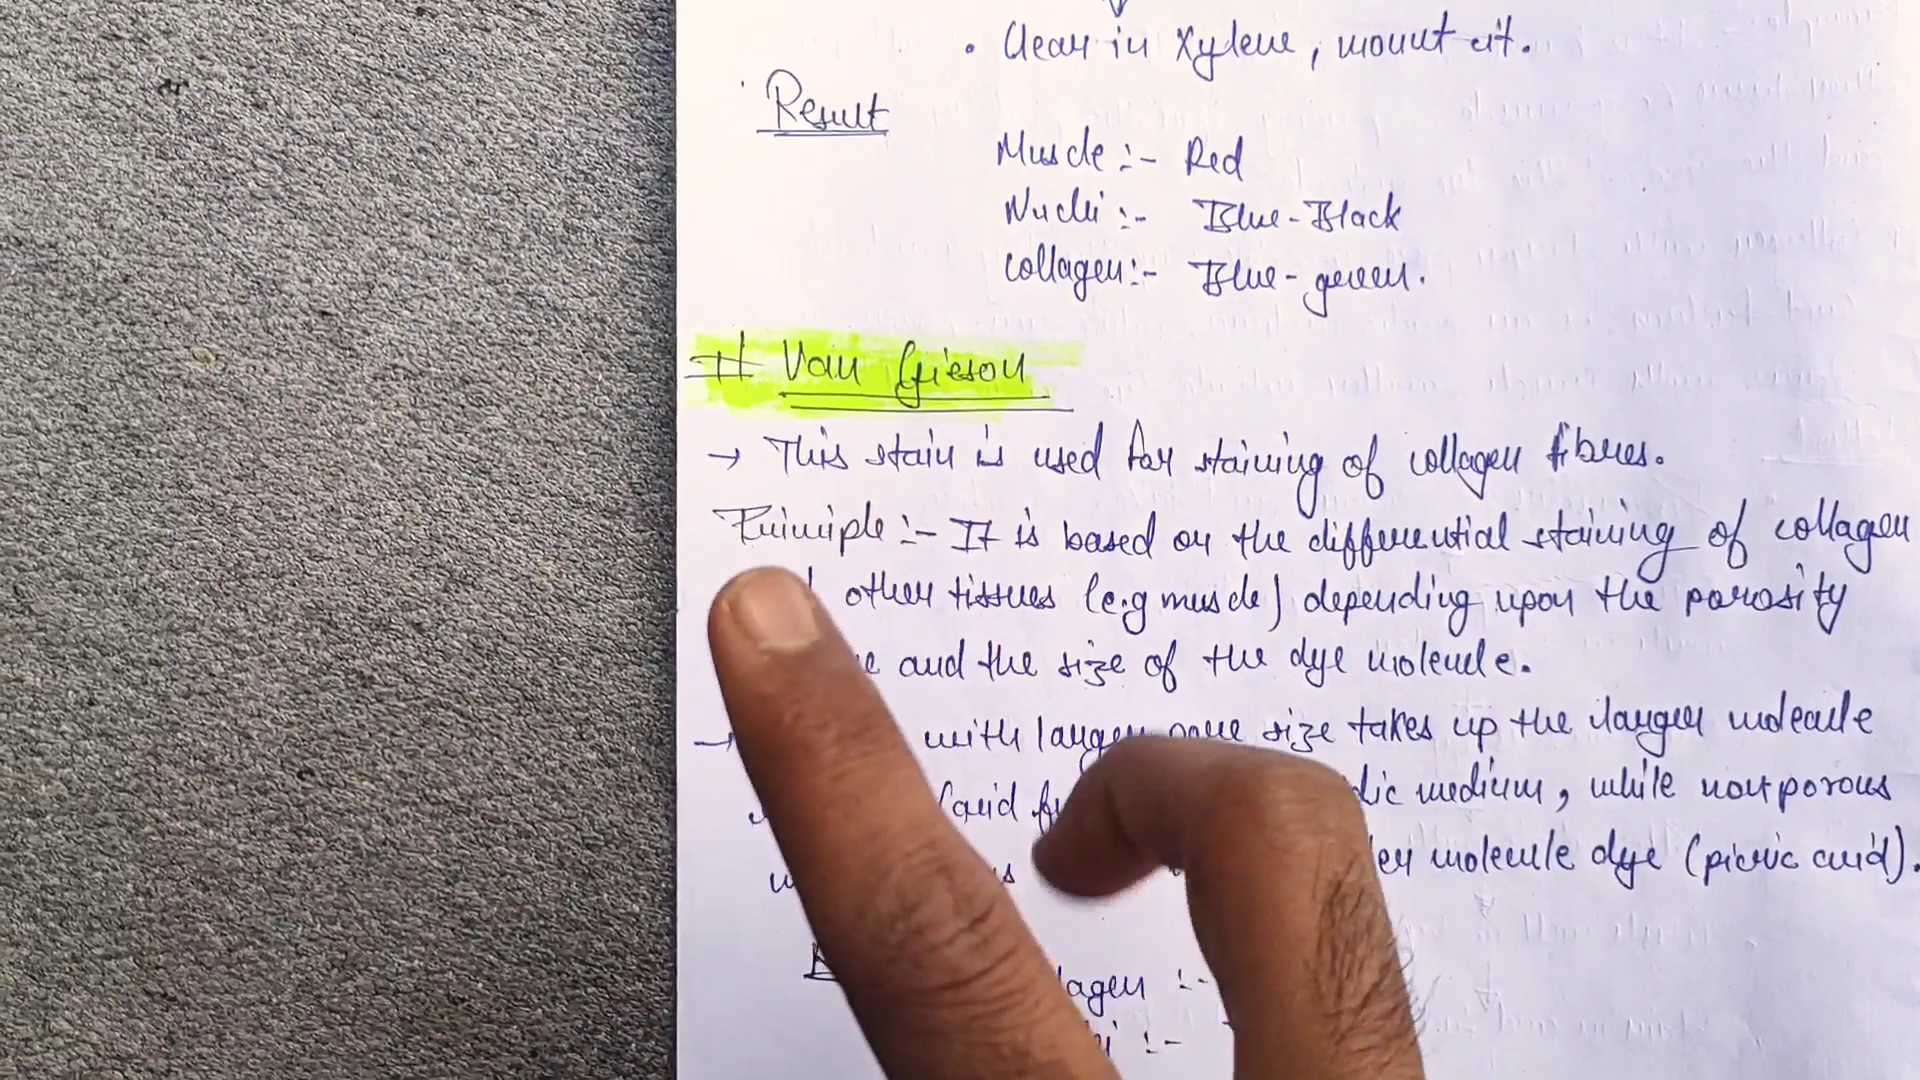 • Clear in Xylene, mount it.
Result
Muscle :- Red
Nuclei :- Blue-Black
Collagen :- Blue-green.
# Van Gieson
→ This stain is used for staining of collagen fibres.
Principle :- It is based on the differential staining of collagen
other tissues (e.g muscle) depending upon the porosity
and the size of the dye molecule.
→ with larger pore size takes up the larger molecule
(acid medium, while non porous
molecule dye (picric acid).
:-
:-